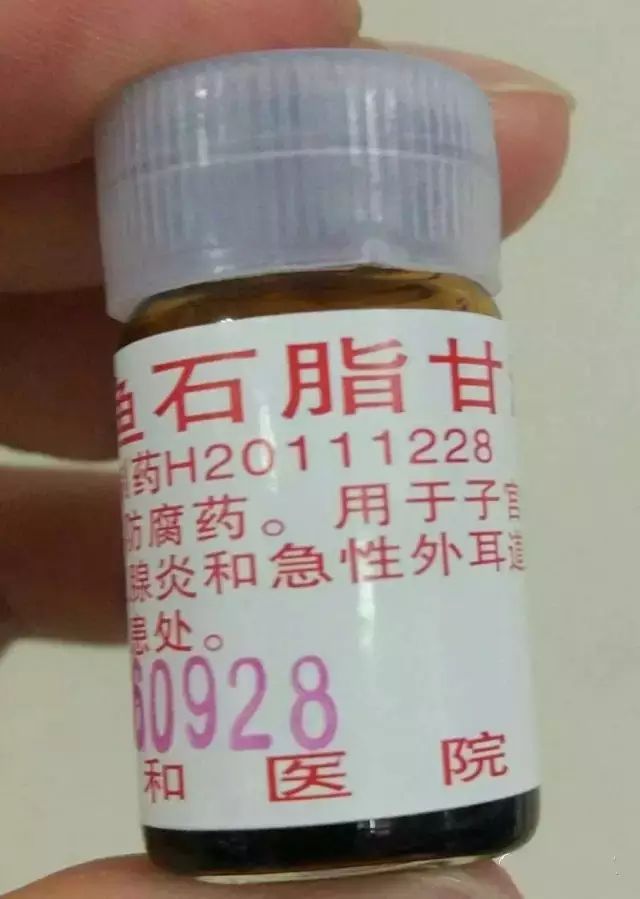 鱼石脂甘
药H20111228
防腐药。用于子宫
腺炎和急性外耳道
患处。
60928
和医院